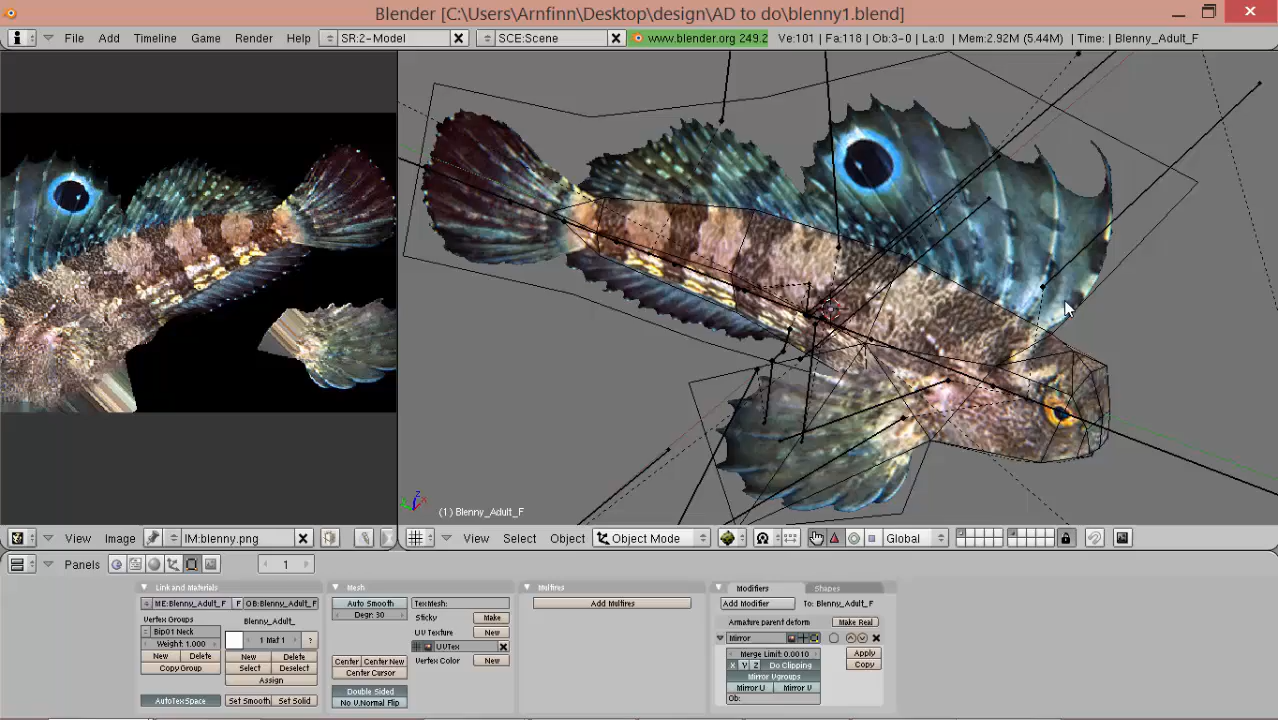 Blender [C:\Users\Arnfinn\Desktop\design\AD to do\blenny1.blend]
File Add Timeline Game Render Help SR:2-Model SCE:Scene www.blender.org 249.2 Ve:101 | Fa:118 | Ob:3-0 | La:0 | Mem:2.92M (5.44M) | Time: | Blenny_Adult_F
Z
(1) Blenny_Adult_F
View Image IM:blenny.png View Select Object Object Mode Global
Panels 1
Link and Materials Mesh Multires Modifiers Shapes
ME:Blenny_Adult_F F OB:Blenny_Adult_F Auto Smooth TexMesh: Add Multires Add Modifier To: Blenny_Adult_F
Vertex Groups Blenny_Adult_ Degr: 30 Sticky Make Armature parent deform Make Real
Bip01 Neck 1 Mat 1 ? UV Texture New Mirror
Weight: 1.000 UVTex Merge Limit: 0.0010 Apply
New Delete New Delete Center Center New Vertex Color New X Y Z Do Clipping Copy
Copy Group Select Deselect Center Cursor Mirror Vgroups
Assign Double Sided Mirror U Mirror V
AutoTexSpace Set Smooth Set Solid No V.Normal Flip Ob: